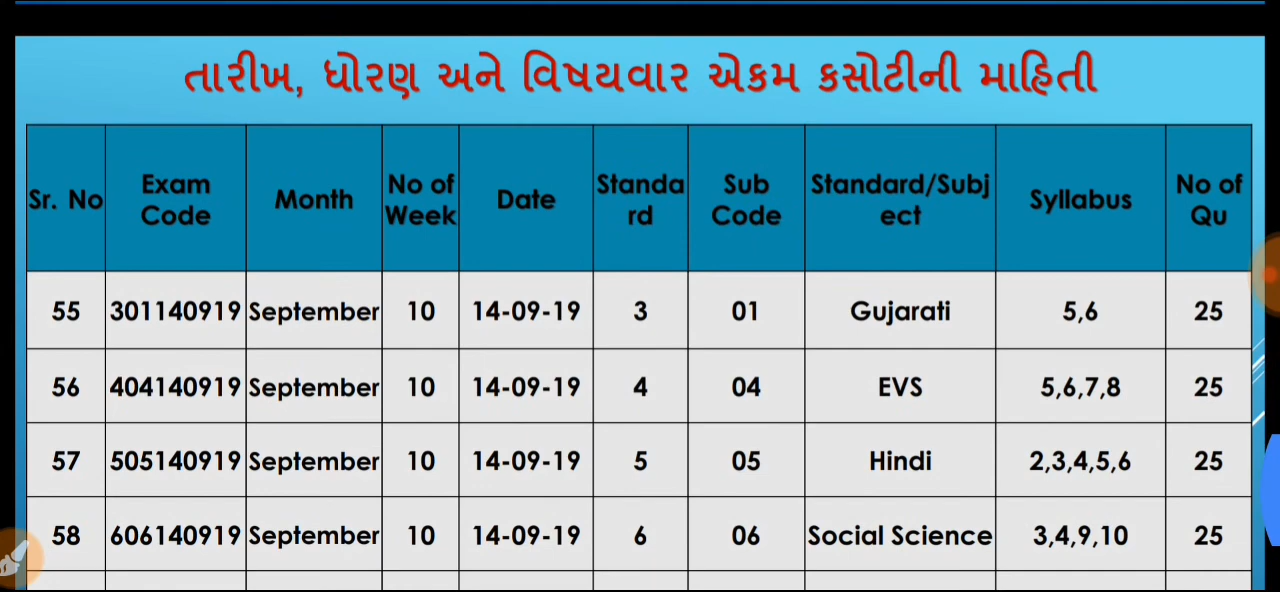 તારીખ, ધોરણ અને વિષયવાર એકમ કસોટીની માહિતી
Sr. No Exam Code Month No of Week Date Standard Sub Code Standard/Subject Syllabus No of Qu
55 301140919 September 10 14-09-19 3 01 Gujarati 5,6 25
56 404140919 September 10 14-09-19 4 04 EVS 5,6,7,8 25
57 505140919 September 10 14-09-19 5 05 Hindi 2,3,4,5,6 25
58 606140919 September 10 14-09-19 6 06 Social Science 3,4,9,10 25